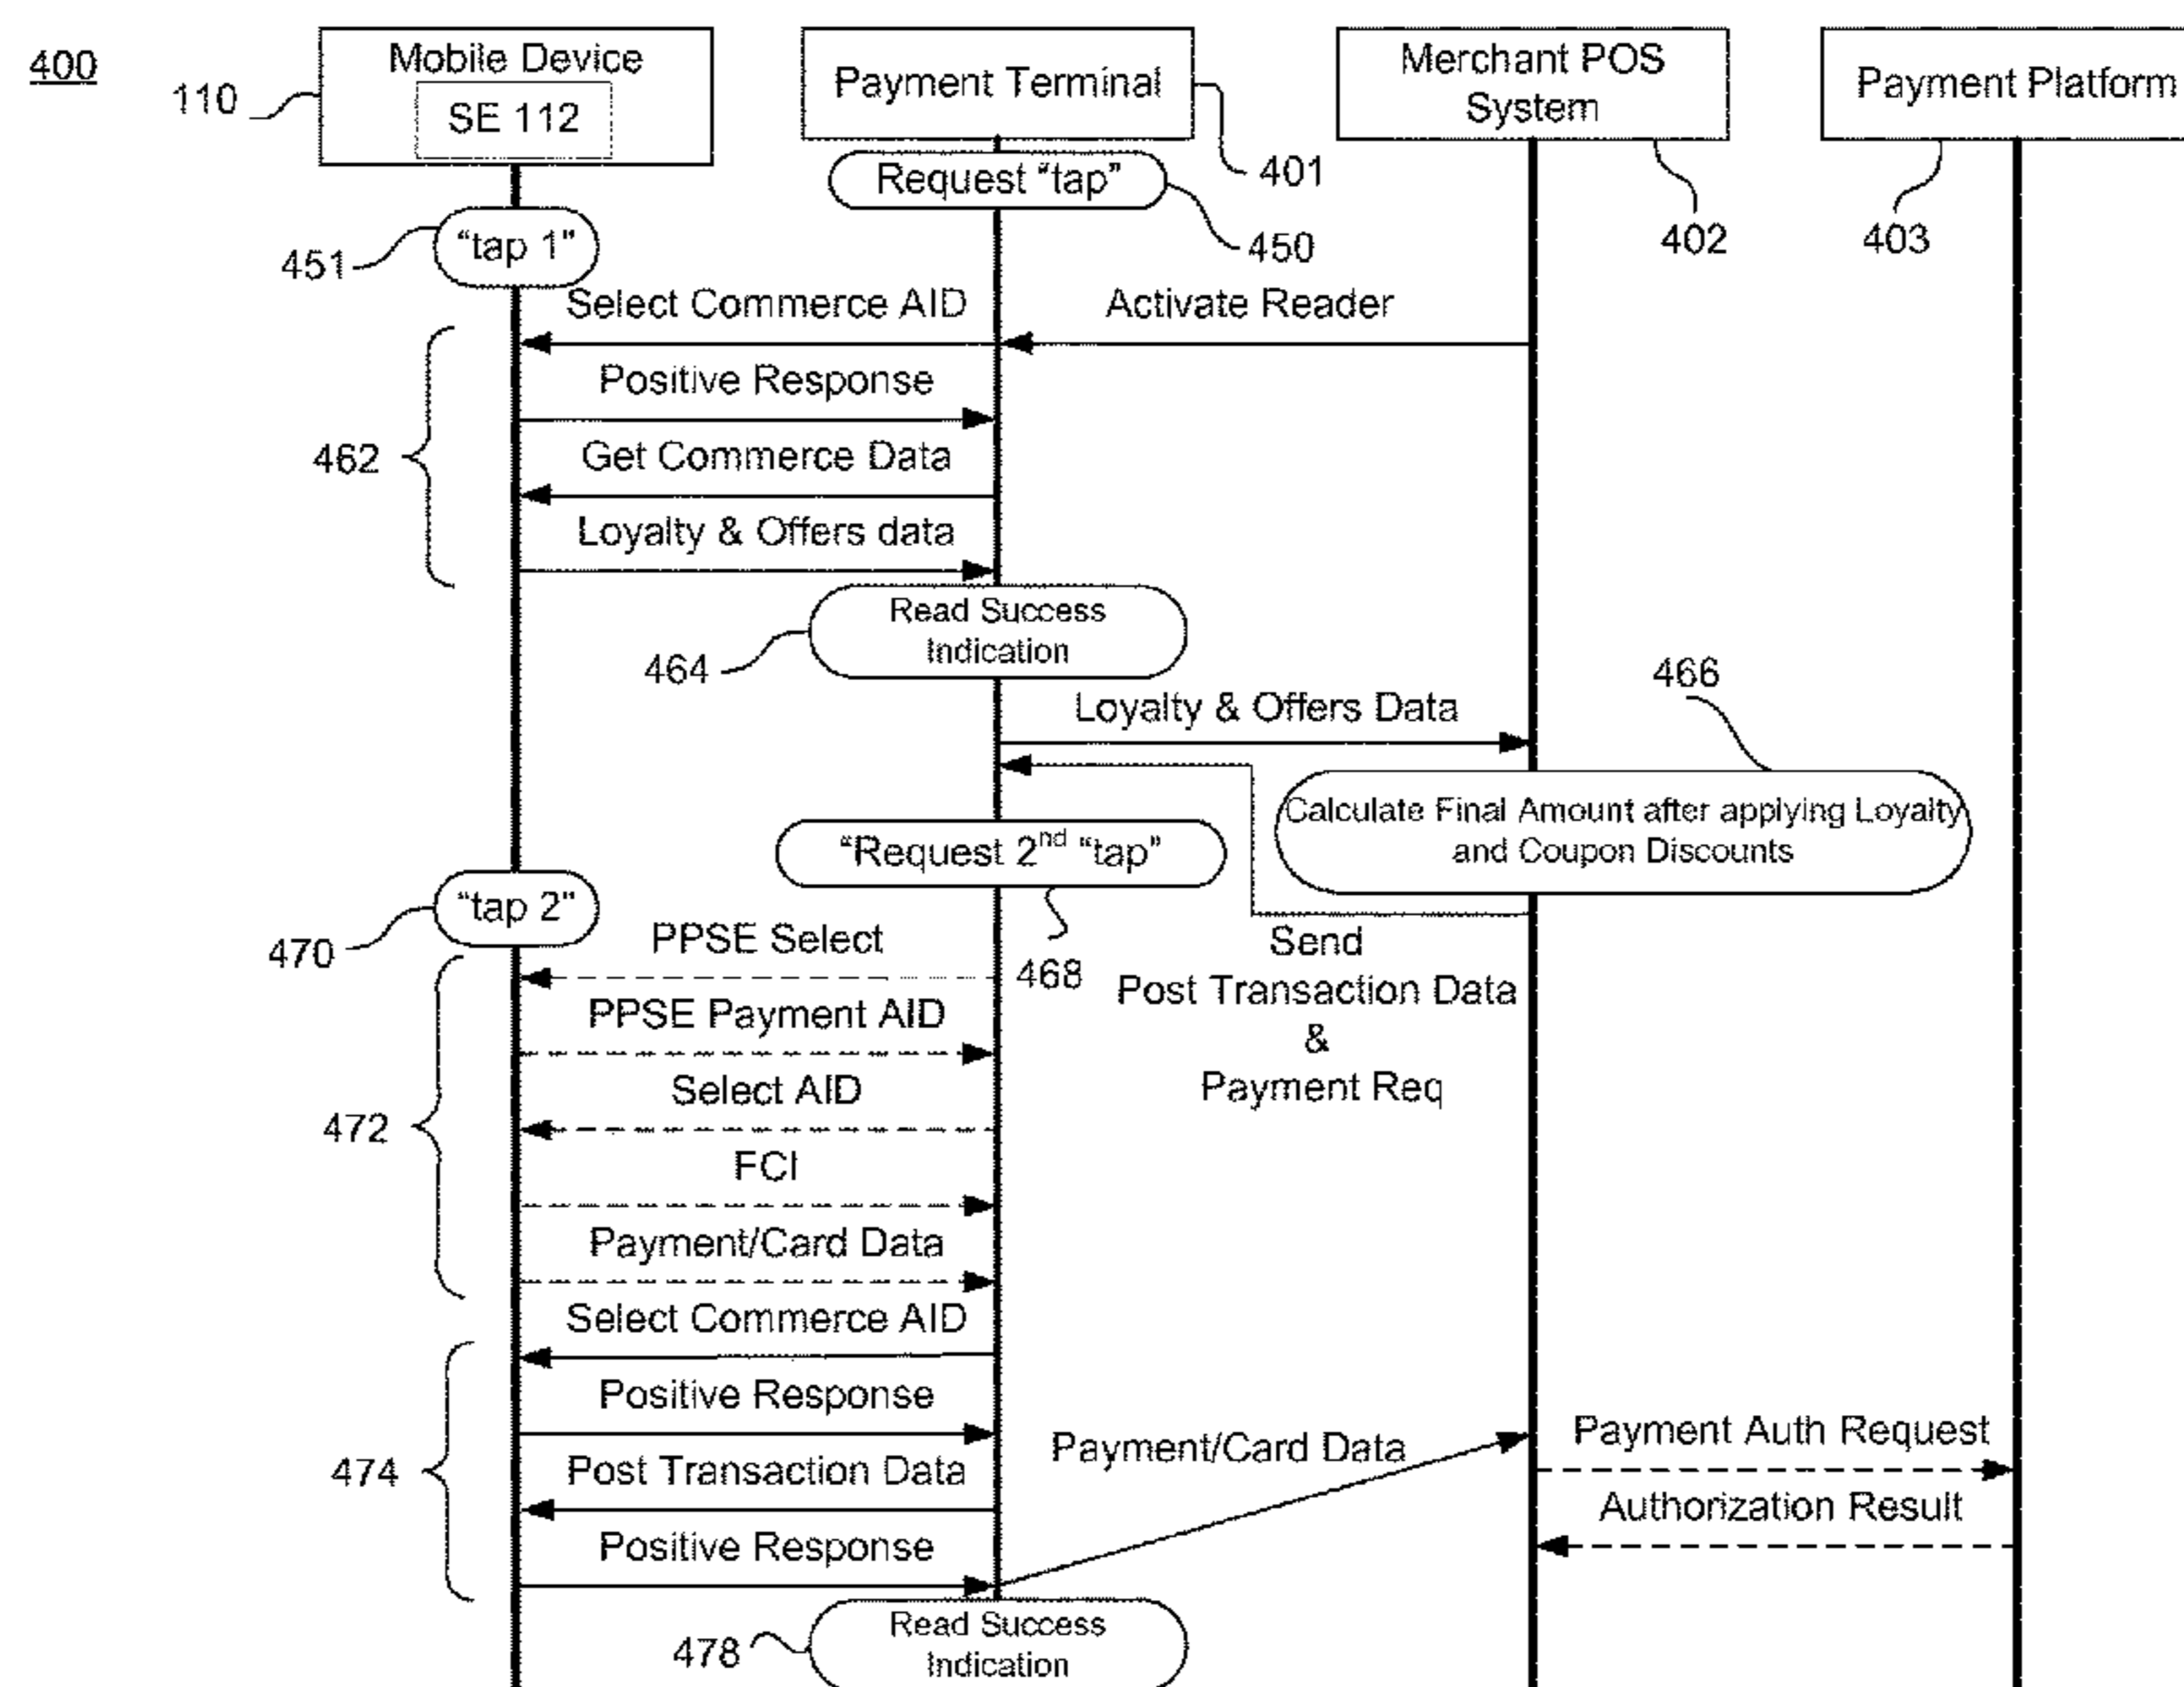 400
110
Mobile Device
SE 112
Payment Terminal
Merchant POS
System
Payment Platform
401
402
403
Request “tap”
450
451
“tap 1”
Select Commerce AID
Activate Reader
Positive Response
462
Get Commerce Data
Loyalty & Offers data
464
Read Success
Indication
Loyalty & Offers Data
466
Calculate Final Amount after applying Loyalty
and Coupon Discounts
“Request 2nd “tap”
468
470
“tap 2”
Send
Post Transaction Data
&
Payment Req
PPSE Select
PPSE Payment AID
472
Select AID
FCI
Payment/Card Data
Select Commerce AID
Positive Response
474
Post Transaction Data
Positive Response
Payment/Card Data
Payment Auth Request
Authorization Result
478
Read Success
Indication